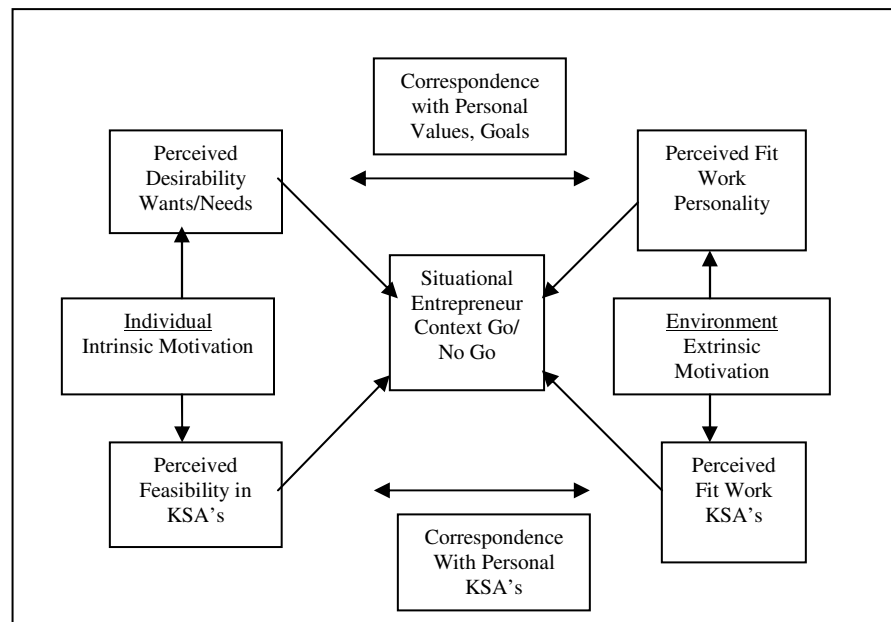 Correspondence
with Personal
Values, Goals
Perceived
Desirability
Wants/Needs
Perceived Fit
Work
Personality
Situational
Entrepreneur
Context Go/
No Go
Individual
Intrinsic Motivation
Environment
Extrinsic
Motivation
Perceived
Feasibility in
KSA's
Perceived
Fit Work
KSA's
Correspondence
With Personal
KSA's